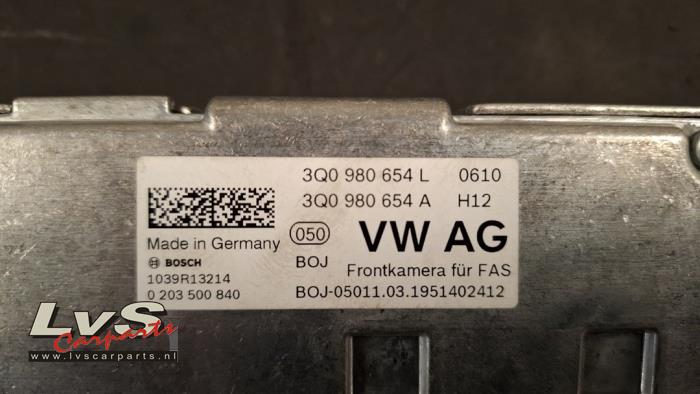 3Q0 980 654 L 0610
3Q0 980 654 A H12
Made in Germany 050 VW AG
BOSCH BOJ Frontkamera für FAS
1039R13214
0 203 500 840 BOJ-05011.03.1951402412
LvS
Carparts
www.lvscarparts.nl